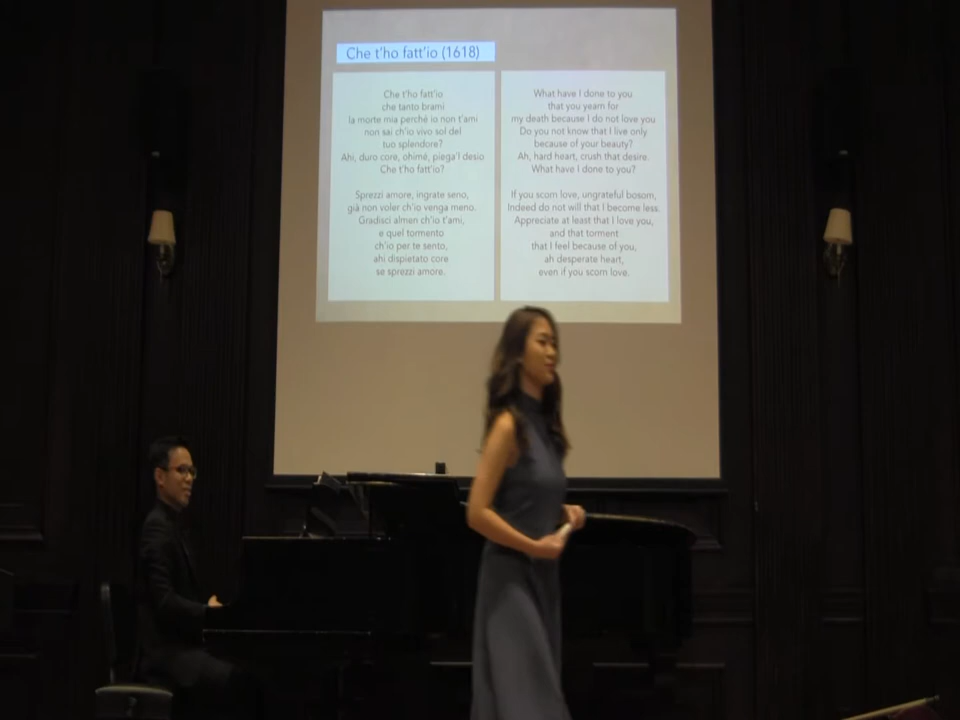 Che t'ho fatt'io (1618)
Che t'ho fatt'io
che tanto brami
la morte mia perché io non t'ami
non sai ch'io vivo sol del
tuo splendore?
Ahi, duro core, ohimé, piega'l desio
Che t'ho fatt'io?
Sprezzi amore, ingrate seno,
già non voler ch'io venga meno.
Gradisci almen ch'io t'ami,
e quel tormento
ch'io per te sento,
ahi dispietato core
se sprezzi amore.
What have I done to you
that you yearn for
my death because I do not love you
Do you not know that I live only
because of your beauty?
Ah, hard heart, crush that desire.
What have I done to you?
If you scorn love, ungrateful bosom,
Indeed do not will that I become less.
Appreciate at least that I love you,
and that torment
that I feel because of you,
ah desperate heart,
even if you scorn love.